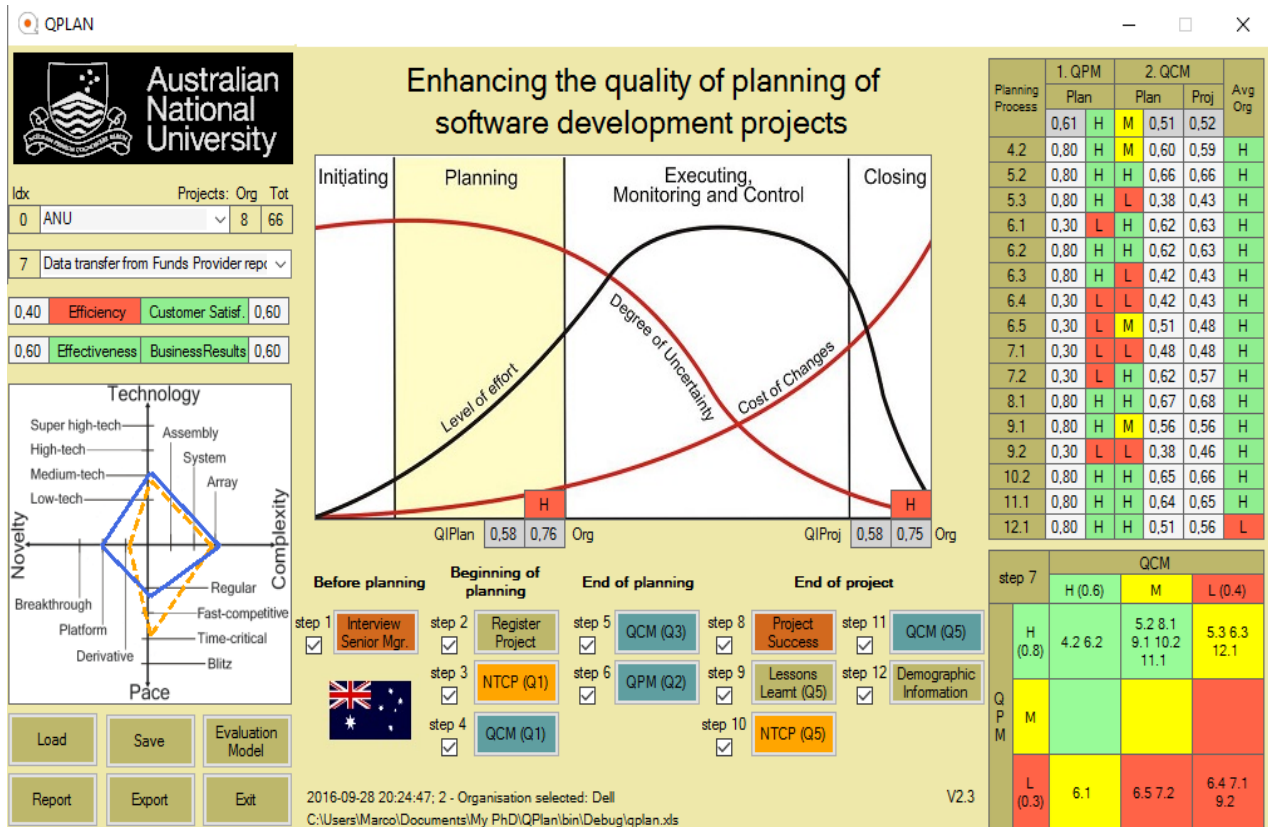 QPLAN
Australian
National
University
Enhancing the quality of planning of
software development projects
Idx Projects: Org Tot
0 ANU 8 66
7 Data transfer from Funds Provider repc
0,40 Efficiency Customer Satisf. 0,60
0,60 Effectiveness BusinessResults 0,60
Technology
Super high-tech
High-tech
Medium-tech
Low-tech
Assembly
System
Array
Novelty
Complexity
Breakthrough
Platform
Derivative
Regular
Fast-competitive
Time-critical
Blitz
Pace
Load Save Evaluation Model
Report Export Exit
Initiating Planning Executing, Closing
Monitoring and Control
Level of effort
Degree of Uncertainty
Cost of Changes
H H
QIPlan 0,58 0,76 Org QIProj 0,58 0,75 Org
Before planning
Beginning of
planning
End of planning
End of project
step 1 Interview Senior Mgr.
step 2 Register Project
step 3 NTCP (Q1)
step 4 QCM (Q1)
step 5 QCM (Q3)
step 6 QPM (Q2)
step 8 Project Success
step 9 Lessons Learnt (Q5)
step 10 NTCP (Q5)
step 11 QCM (Q5)
step 12 Demographic Information
2016-09-28 20:24:47; 2 - Organisation selected: Dell V2.3
C:\Users\Marco\Documents\My PhD\QPlan\bin\Debug\qplan.xls
Planning Process 1. QPM 2. QCM Avg Org
Plan Plan Proj
0,61 H M 0,51 0,52
4.2 0,80 H M 0,60 0,59 H
5.2 0,80 H H 0,66 0,66 H
5.3 0,80 H L 0,38 0,43 H
6.1 0,30 L H 0,62 0,63 H
6.2 0,80 H H 0,62 0,63 H
6.3 0,80 H L 0,42 0,43 H
6.4 0,30 L L 0,42 0,43 H
6.5 0,30 L M 0,51 0,48 H
7.1 0,30 L L 0,48 0,48 H
7.2 0,30 L H 0,62 0,57 H
8.1 0,80 H H 0,67 0,68 H
9.1 0,80 H M 0,56 0,56 H
9.2 0,30 L L 0,38 0,46 H
10.2 0,80 H H 0,65 0,66 H
11.1 0,80 H H 0,64 0,65 H
12.1 0,80 H H 0,51 0,56 L
step 7 QCM
H (0.6) M L (0.4)
QPM
H (0.8) 4.2 6.2 5.2 8.1 9.1 10.2 11.1 5.3 6.3 12.1
M
L (0.3) 6.1 6.5 7.2 6.4 7.1 9.2